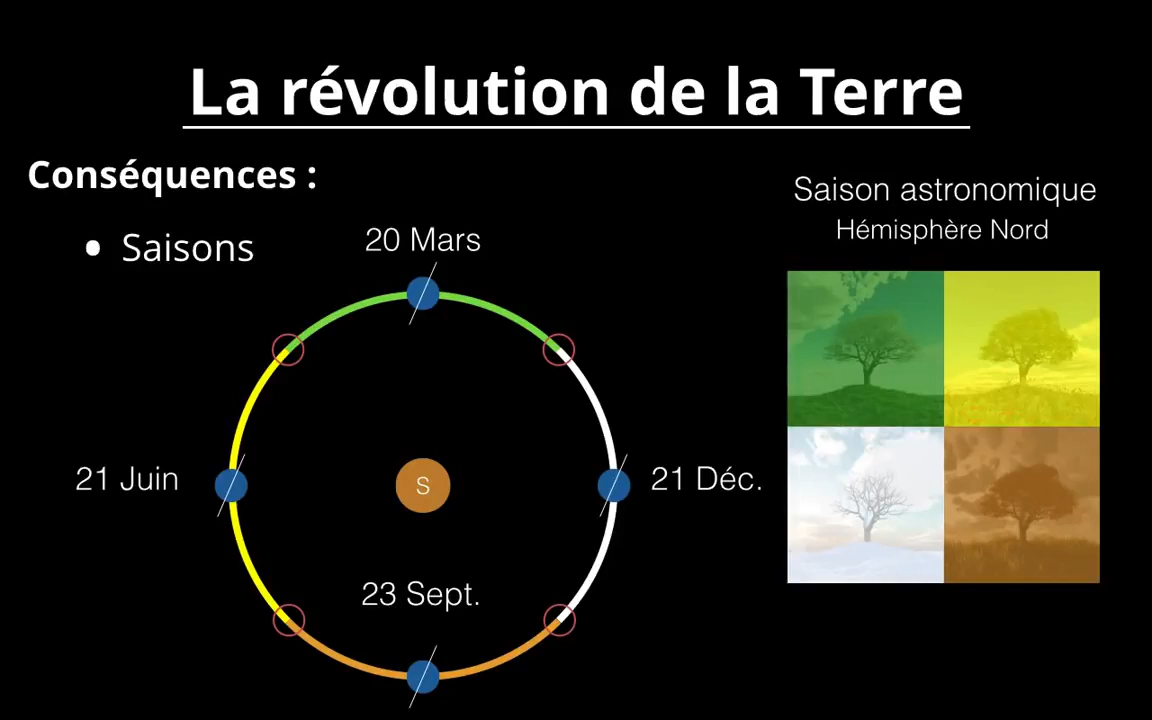 La révolution de la Terre
Conséquences :
• Saisons
20 Mars
Saison astronomique
Hémisphère Nord
21 Juin
S
21 Déc.
23 Sept.